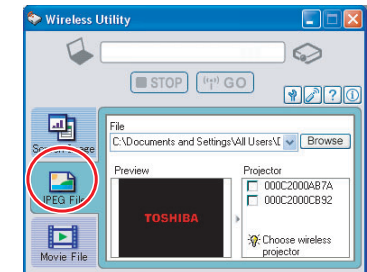 Wireless Utility
STOP
GO
?
File
C:\Documents and Settings\All Users\D
Browse
Preview
Projector
000C2000AB7A
000C2000CB92
TOSHIBA
JPEG File
Choose wireless
projector
Movie File